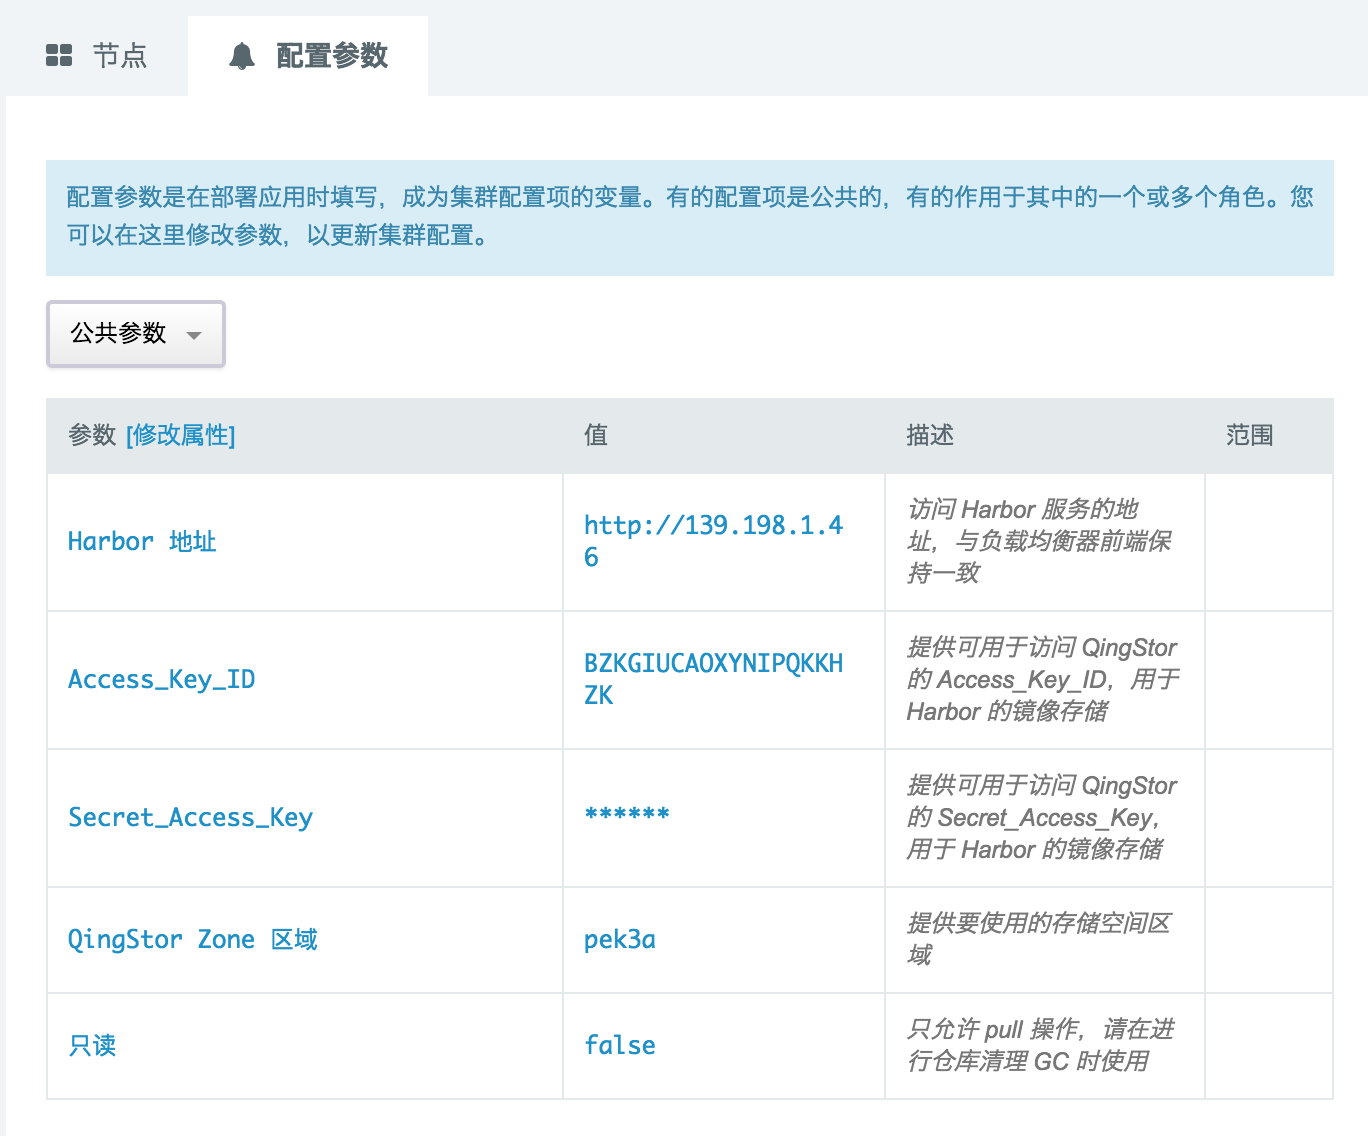 节点
配置参数
配置参数是在部署应用时填写，成为集群配置项的变量。有的配置项是公共的，有的作用于其中的一个或多个角色。您
可以在这里修改参数，以更新集群配置。
公共参数
参数 [修改属性]
值
描述
范围
Harbor 地址
http://139.198.1.4
6
访问 Harbor 服务的地
址，与负载均衡器前端保
持一致
Access_Key_ID
BZKGIUCAOXYNIPQKKH
ZK
提供可用于访问 QingStor
的 Access_Key_ID，用于
Harbor 的镜像存储
Secret_Access_Key
******
提供可用于访问 QingStor
的 Secret_Access_Key，
用于 Harbor 的镜像存储
QingStor Zone 区域
pek3a
提供要使用的存储空间区
域
只读
false
只允许 pull 操作，请在进
行仓库清理 GC 时使用